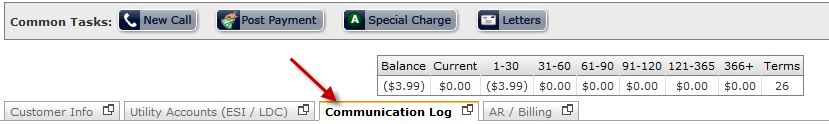 Common Tasks: New Call Post Payment A Special Charge Letters
Balance Current 1-30 31-60 61-90 91-120 121-365 366+ Terms
($3.99) $0.00 ($3.99) $0.00 $0.00 $0.00 $0.00 $0.00 26
Customer Info Utility Accounts (ESI / LDC) Communication Log AR / Billing